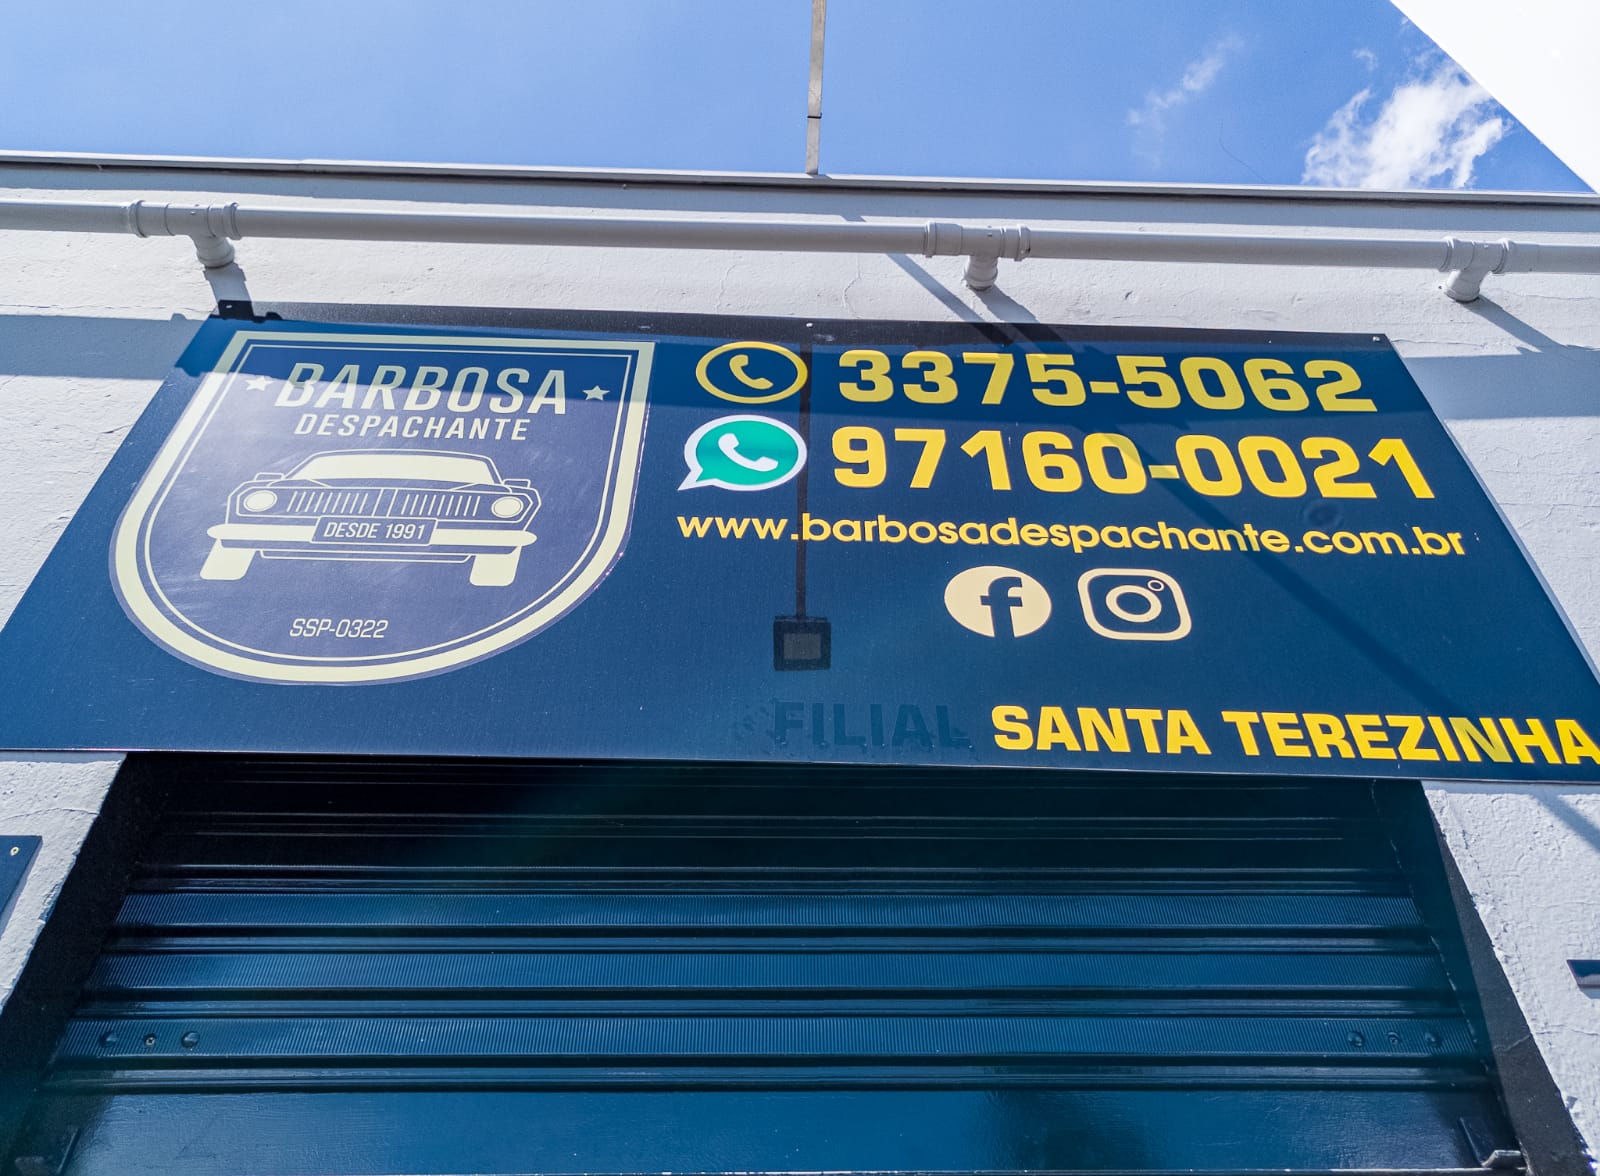 BARBOSA
DESPACHANTE
DESDE 1991
SSP-0322
3375-5062
97160-0021
www.barbosadespachante.com.br
FILIAL SANTA TEREZINHA